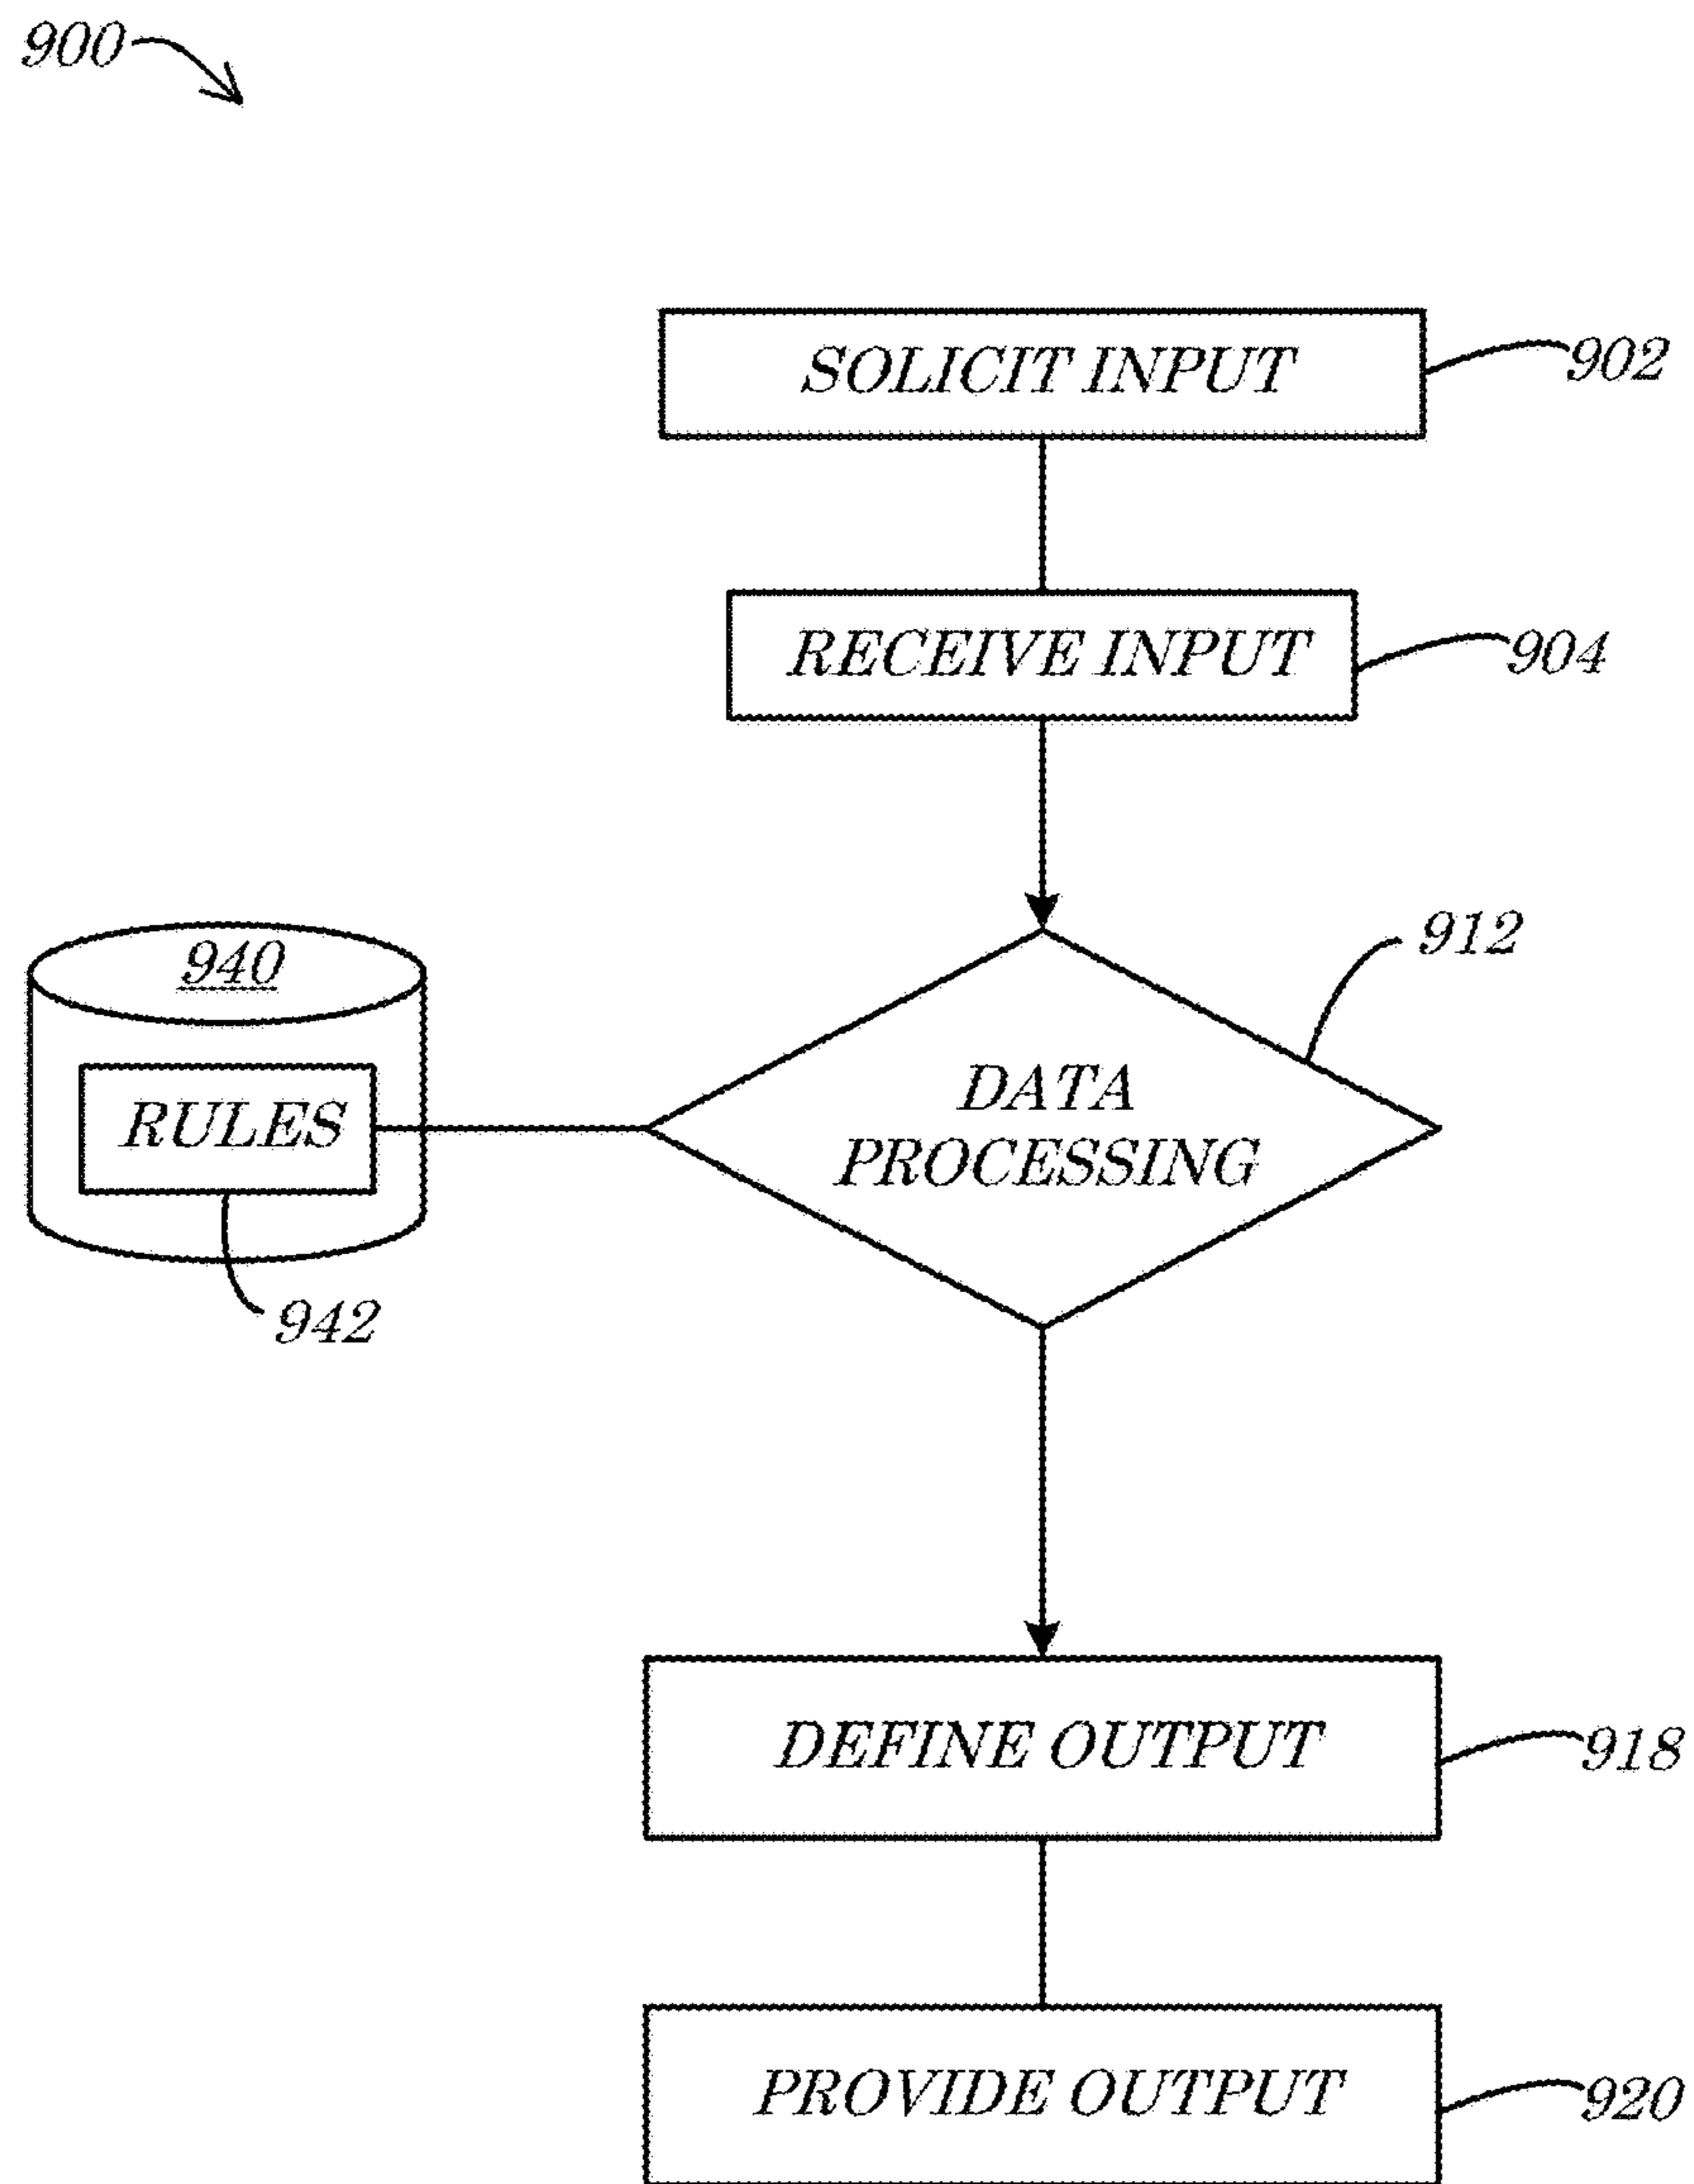 900
SOLICIT INPUT
902
RECEIVE INPUT
904
912
940
DATA
PROCESSING
RULES
942
DEFINE OUTPUT
918
PROVIDE OUTPUT
920